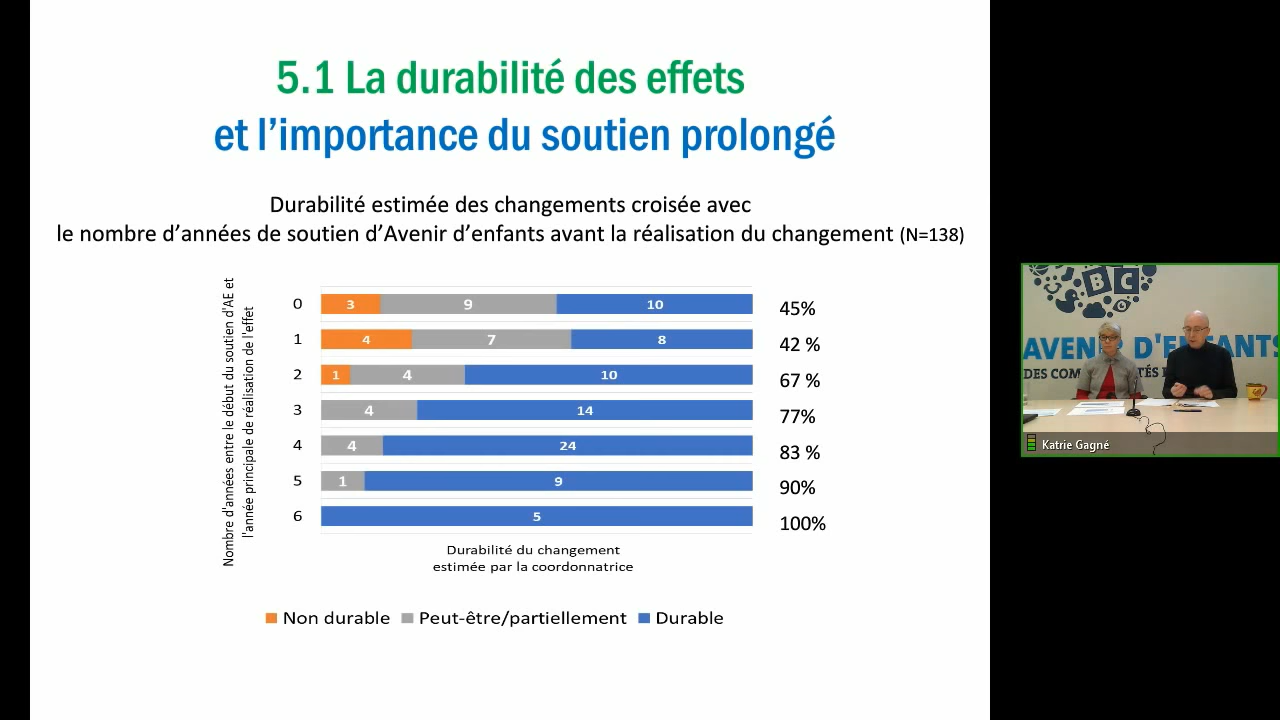 5.1 La durabilité des effets
et l'importance du soutien prolongé
Durabilité estimée des changements croisée avec
le nombre d'années de soutien d'Avenir d'enfants avant la réalisation du changement (N=138)
Nombre d'années entre le début du soutien d'AE et
l'année principale de réalisation de l'effet
0 3 9 10 45%
1 4 7 8 42 %
2 1 4 10 67 %
3 4 14 77%
4 4 24 83 %
5 1 9 90%
6 5 100%
Durabilité du changement
estimée par la coordonnatrice
Non durable Peut-être/partiellement Durable
BC
AVENIR D'ENFANTS
DES COM
Katrie Gagné